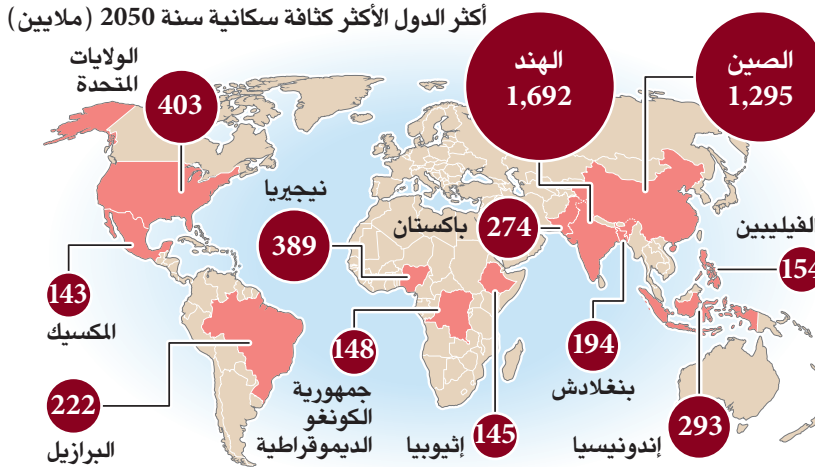 أكثر الدول الأكثر كثافة سكانية سنة 2050 (ملايين)
الصين
1,295
الهند
1,692
الولايات
المتحدة
403
نيجيريا
389
باكستان
274
الفيليبين
154
143
المكسيك
148
جمهورية
الكونغو
الديموقراطية
194
بنغلادش
222
البرازيل
145
إثيوبيا
293
إندونيسيا